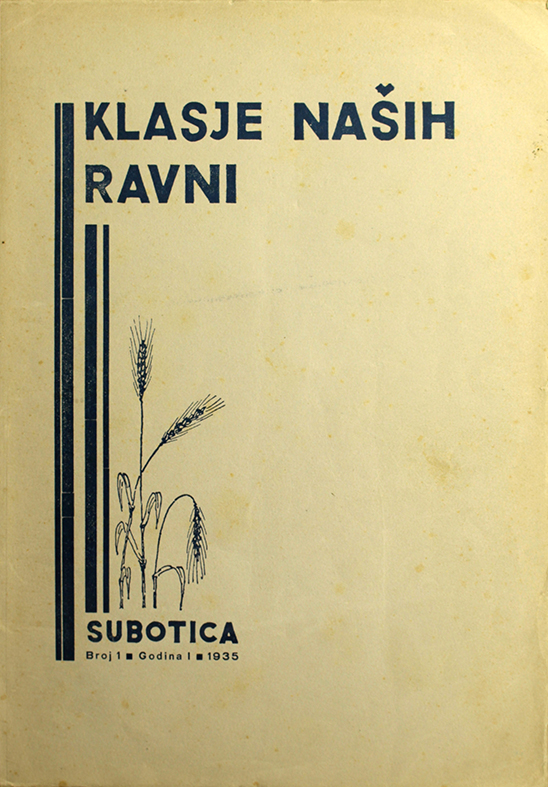 KLASJE NAŠIH
RAVNI
SUBOTICA
Broj 1 ■ Godina I ■ 1935